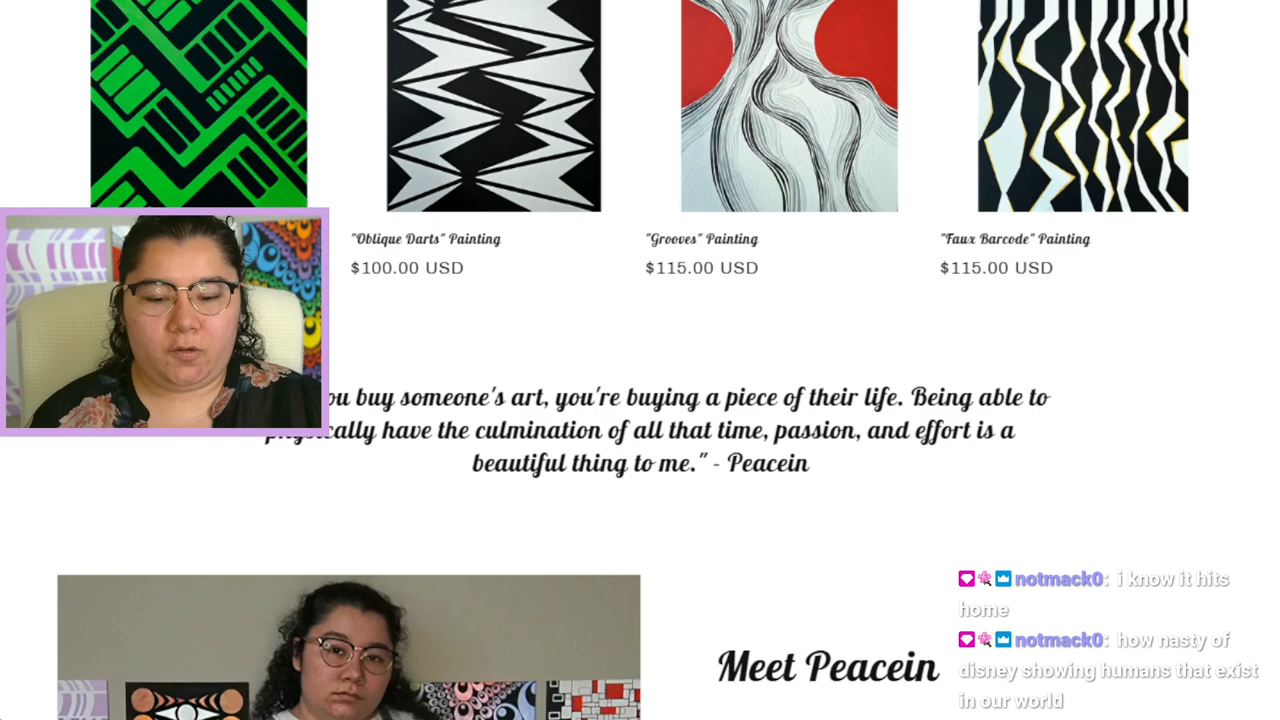 "Oblique Darts" Painting
$100.00 USD
"Grooves" Painting
$115.00 USD
"Faux Barcode" Painting
$115.00 USD
you buy someone's art, you're buying a piece of their life. Being able to
physically have the culmination of all that time, passion, and effort is a
beautiful thing to me." - Peacein
Meet Peacein
notmack0: i know it hits
home
notmack0: how nasty of
disney showing humans that exist
in our world